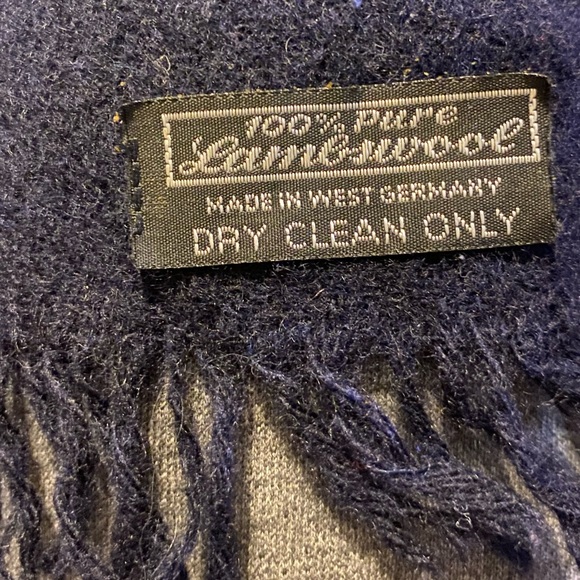 100% Pure
Lambswool
MADE IN WEST GERMANY
DRY CLEAN ONLY